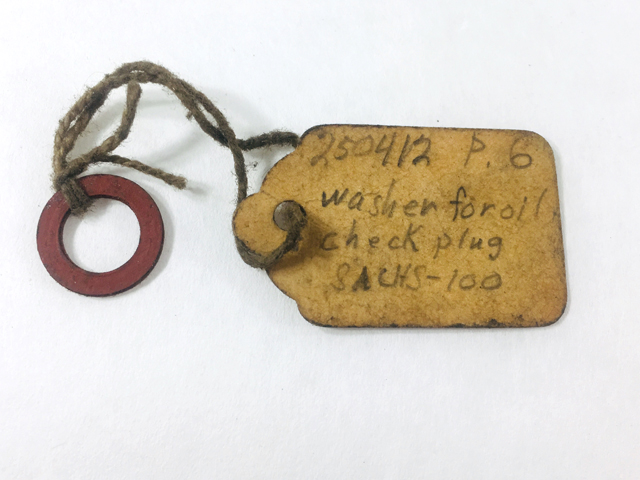 250412 P. 6
washer for oil
check plug
SACHS-100